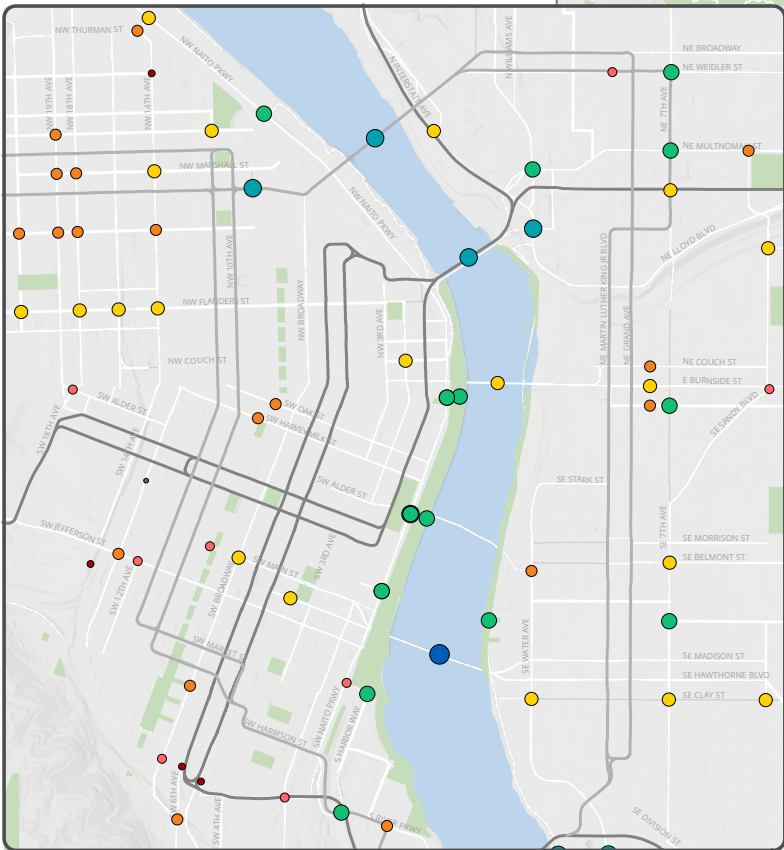 NW THURMAN ST
NW NAITO PKWY
N INTERSTATE AVE
N WILLIAMS AVE
NE BROADWAY
NE WEIDLER ST
NW 19TH AVE
NW 18TH AVE
NW 14TH AVE
NE 7TH AVE
NE MULTNOMAH ST
NW MARSHALL ST
NW NAITO PKWY
NW 10TH AVE
NE LLOYD BLVD
NE MARTIN LUTHER KING JR BLVD
NE GRAND AVE
NW FLANDERS ST
NW BROADWAY
NW 3RD AVE
NW COUCH ST
NE COUCH ST
E BURNSIDE ST
SW ALDER ST
SW OAK ST
SW HARVEY MILK ST
SE SANDY BLVD
SW 18TH AVE
SW 14TH AVE
SW ALDER ST
SE STARK ST
SE 7TH AVE
SW JEFFERSON ST
SW 3RD AVE
SE MORRISON ST
SE BELMONT ST
SW MAIN ST
SW 12TH AVE
SW BROADWAY
SE WATER AVE
SW MARKET ST
SE MADISON ST
SE HAWTHORNE BLVD
SE CLAY ST
SW NAITO PKWY
S HARBOR WAY
SW HARRISON ST
SW 6TH AVE
SW 4TH AVE
S RIVER PKWY
SE DIVISION ST